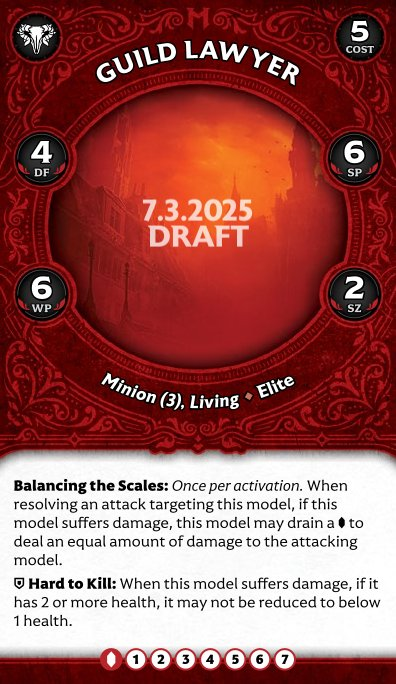 5
COST
GUILD LAWYER
4
DF
6
SP
7.3.2025
DRAFT
6
WP
2
SZ
Minion (3), Living • Elite
Balancing the Scales: Once per activation. When
resolving an attack targeting this model, if this
model suffers damage, this model may drain a to
deal an equal amount of damage to the attacking
model.
Hard to Kill: When this model suffers damage, if it
has 2 or more health, it may not be reduced to below
1 health.
1 2 3 4 5 6 7